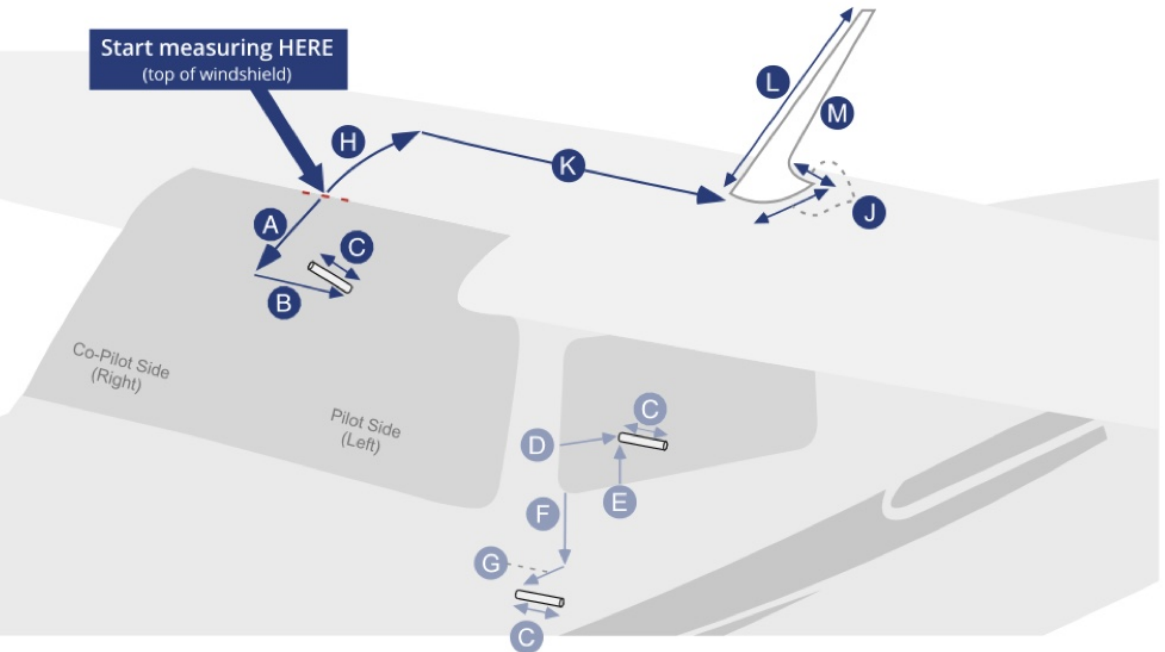 Start measuring HERE
(top of windshield)
L
M
H
K
J
A
C
B
Co-Pilot Side
(Right)
Pilot Side
(Left)
C
D
E
F
G
C